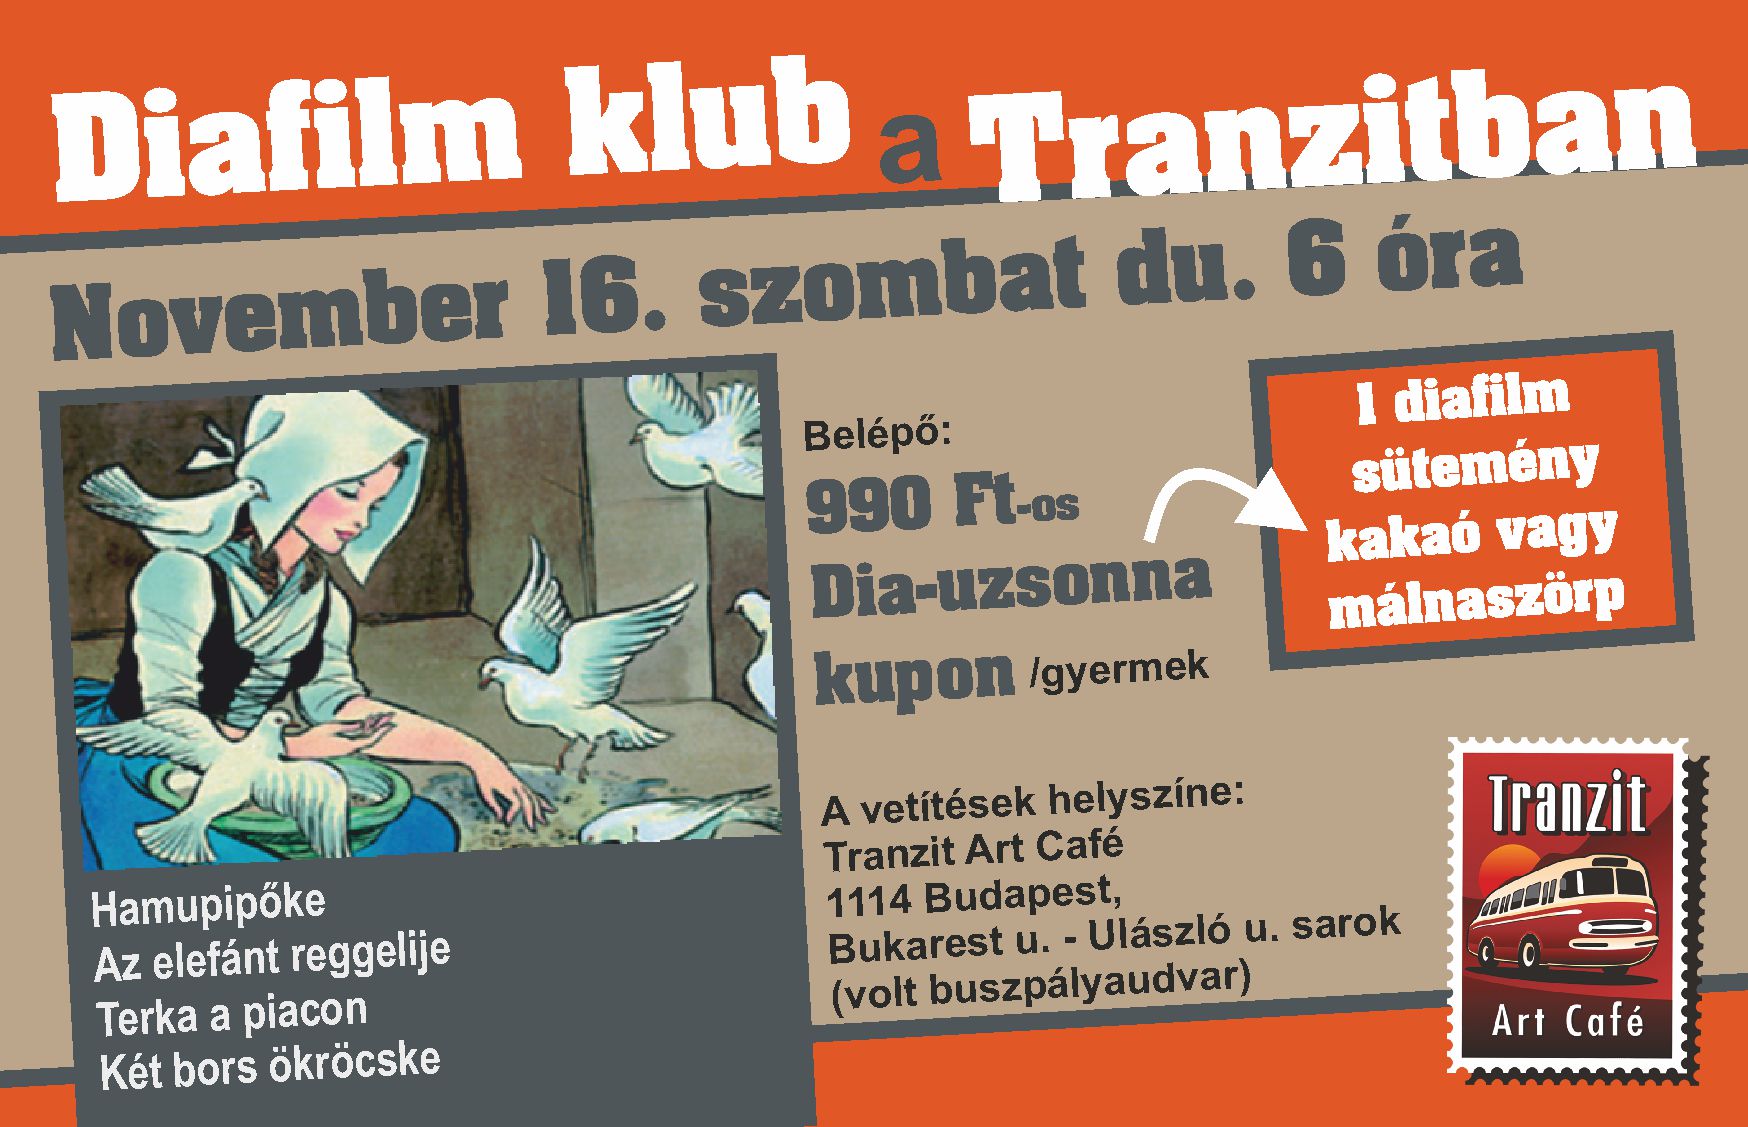 Diafilm klub a Tranzitban
November 16. szombat du. 6 óra
Belépő:
990 Ft-os
Dia-uzsonna
kupon /gyermek
1 diafilm
sütemény
kakaó vagy
málnaszörp
Hamupipőke
Az elefánt reggelije
Terka a piacon
Két bors ökröcske
A vetítések helyszíne:
Tranzit Art Café
1114 Budapest,
Bukarest u. - Ulászló u. sarok
(volt buszpályaudvar)
Tranzit
Art Café